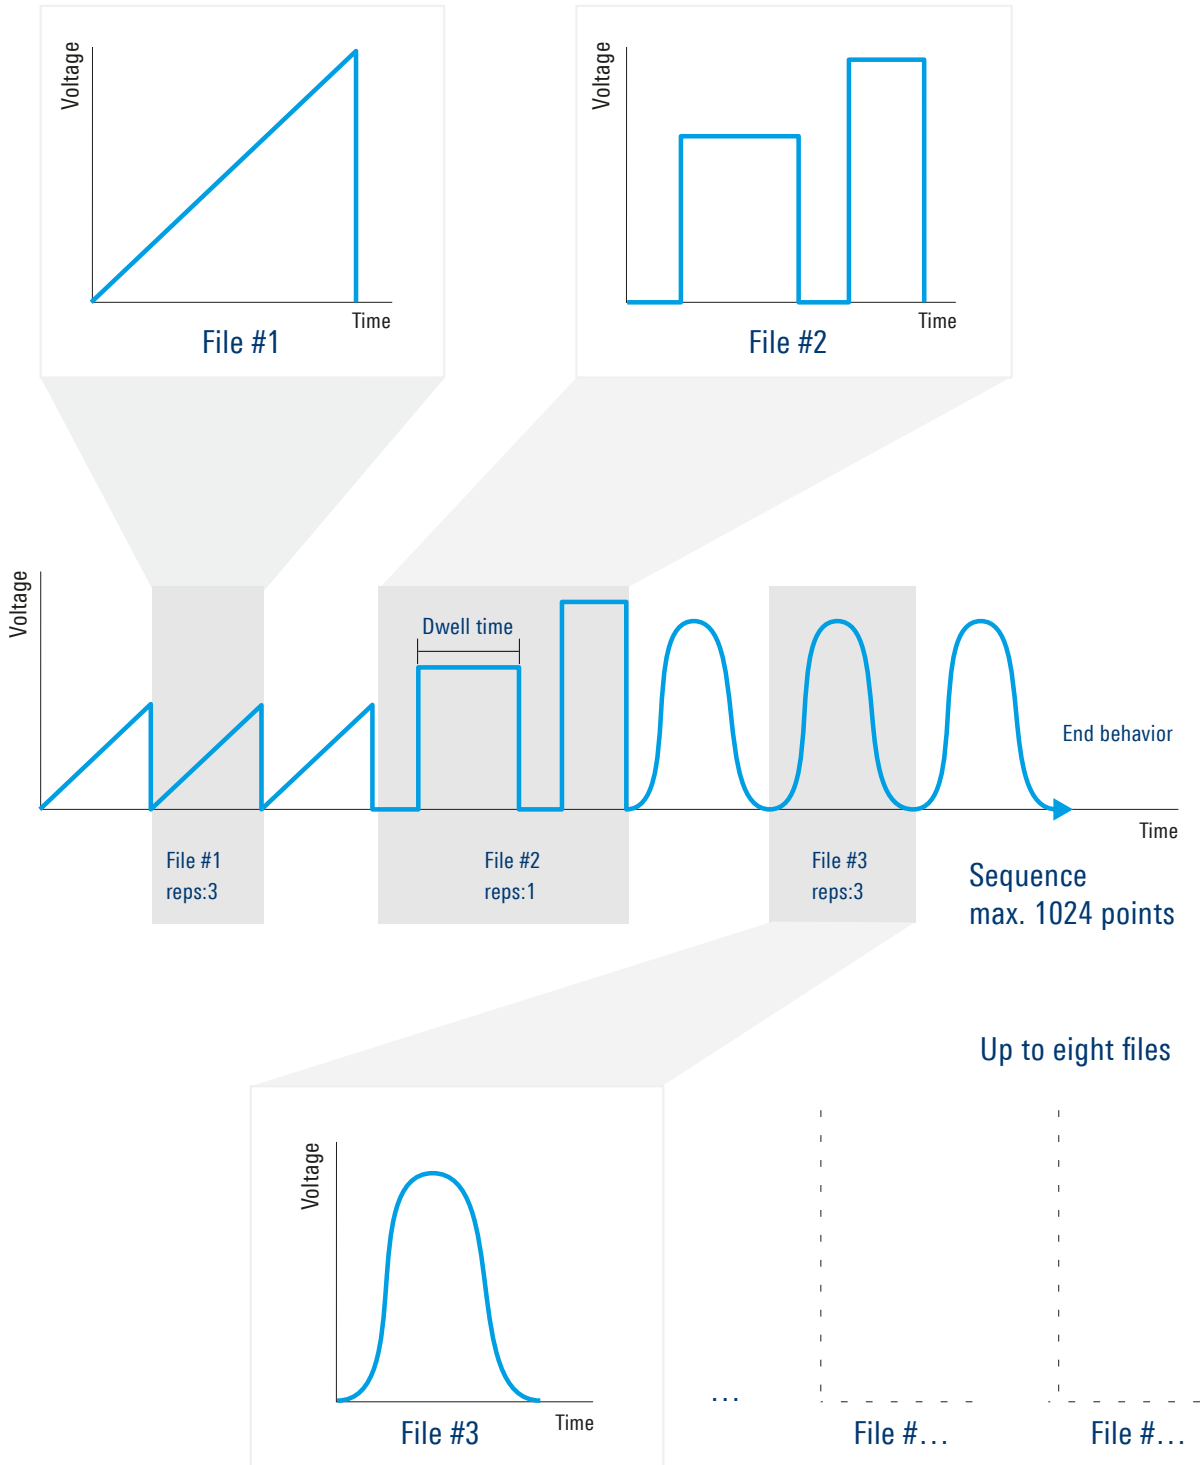 Voltage
Time
File #1
Voltage
Time
File #2
Voltage
Dwell time
End behavior
Time
File #1
reps:3
File #2
reps:1
File #3
reps:3
Sequence
max. 1024 points
Up to eight files
Voltage
Time
File #3
...
File #...
File #...